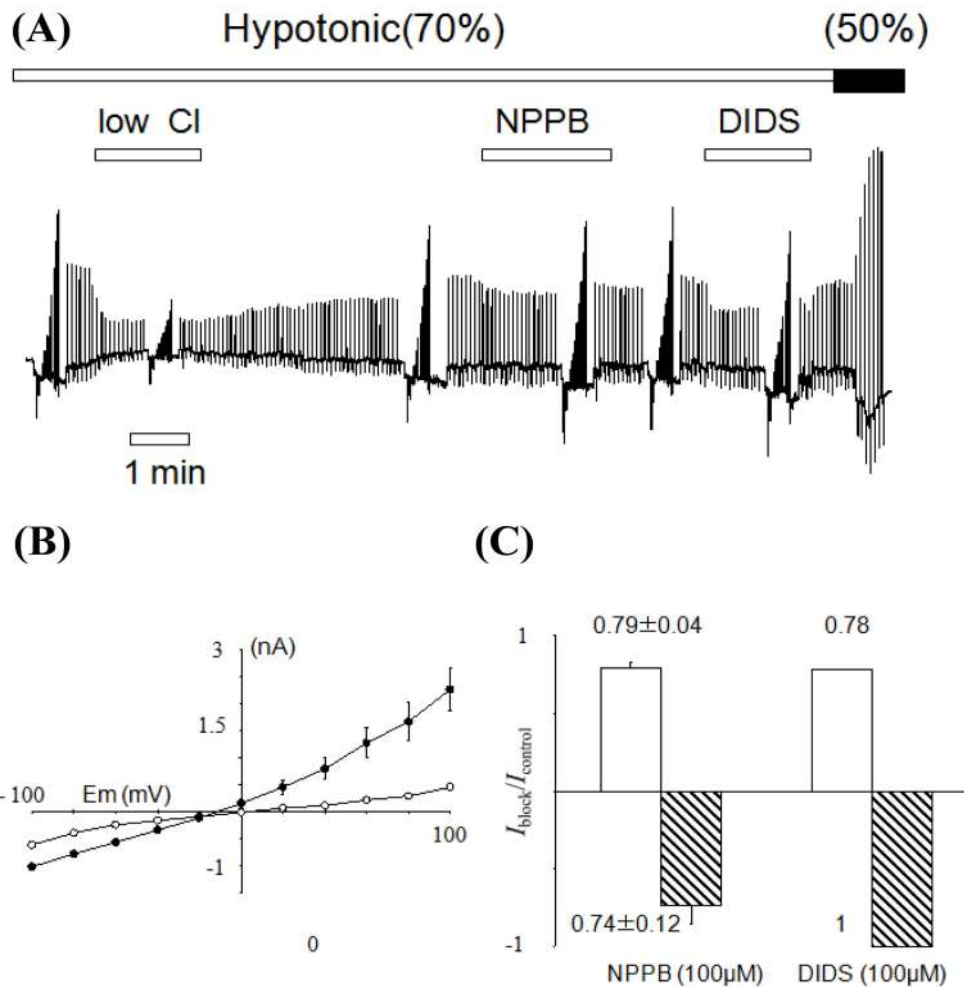 (A)
Hypotonic(70%)
(50%)
low Cl
NPPB
DIDS
1 min
(B)
(C)
3
(nA)
1.5
- 100
Em (mV)
100
-1
0
1
0.79±0.04
0.78
Iblock/Icontrol
0.74±0.12
1
-1
NPPB (100µM)
DIDS (100µM)